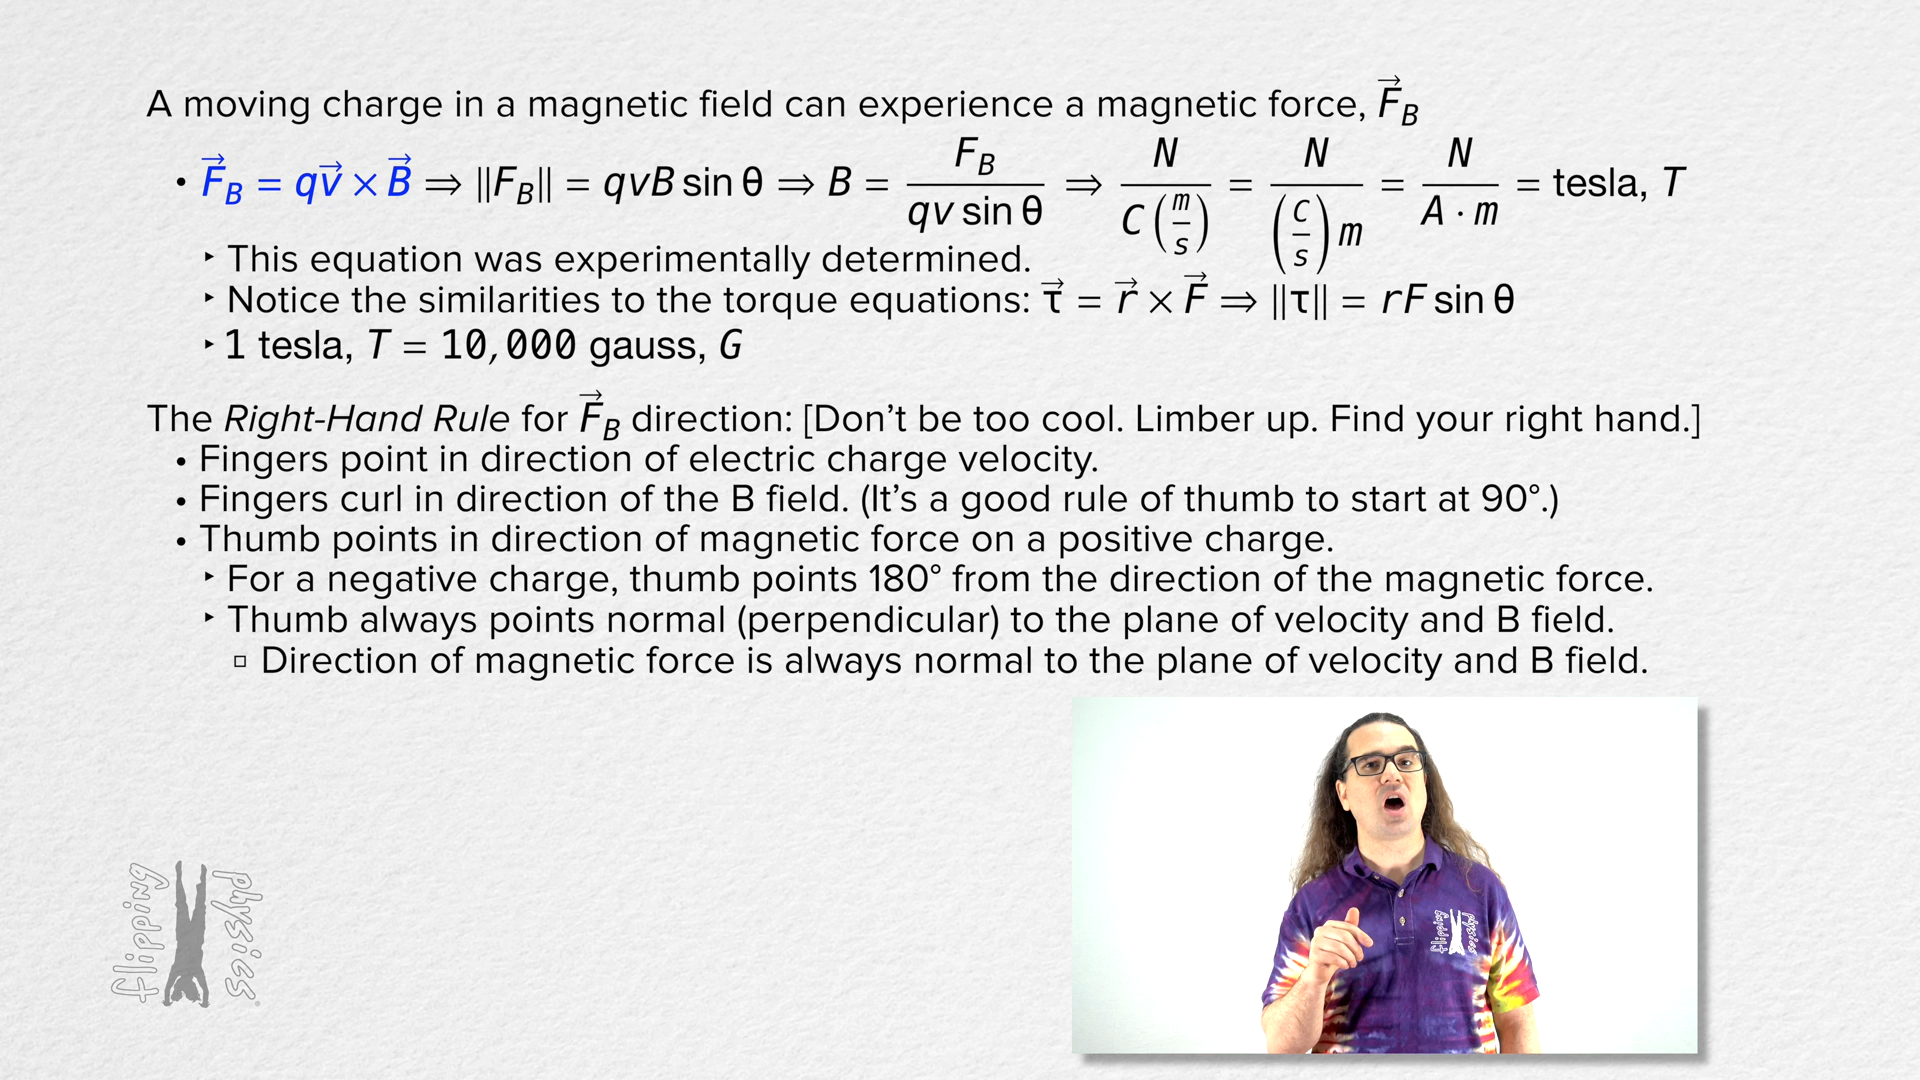 A moving charge in a magnetic field can experience a magnetic force, F⃗_B
• F⃗_B = qv⃗ × B⃗ ⇒ ‖F_B‖ = qvB sin θ ⇒ B = F_B / (qv sin θ) ⇒ N / (C (m/s)) = N / ((C/s) m) = N / (A · m) = tesla, T
‣ This equation was experimentally determined.
‣ Notice the similarities to the torque equations: τ⃗ = r⃗ × F⃗ ⇒ ‖τ‖ = rF sin θ
‣ 1 tesla, T = 10,000 gauss, G
The Right-Hand Rule for F⃗_B direction: [Don't be too cool. Limber up. Find your right hand.]
• Fingers point in direction of electric charge velocity.
• Fingers curl in direction of the B field. (It's a good rule of thumb to start at 90°.)
• Thumb points in direction of magnetic force on a positive charge.
‣ For a negative charge, thumb points 180° from the direction of the magnetic force.
‣ Thumb always points normal (perpendicular) to the plane of velocity and B field.
▫ Direction of magnetic force is always normal to the plane of velocity and B field.
flipping physics
flipping physics